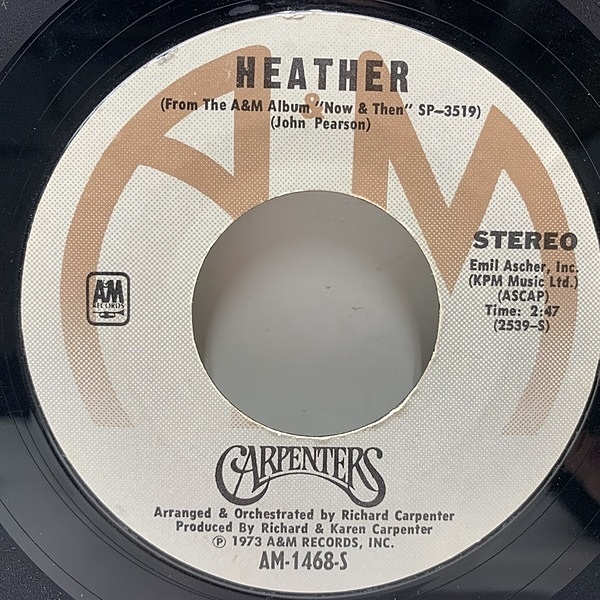 HEATHER
(From The A&M Album "Now & Then" SP-3519)
(John Pearson)
STEREO
Emil Ascher, Inc.
(KPM Music Ltd.)
(ASCAP)
Time: 2:47
(2539-S)
A&M
RECORDS
CARPENTERS
Arranged & Orchestrated by Richard Carpenter
Produced By Richard & Karen Carpenter
℗ 1973 A&M RECORDS, INC.
AM-1468-S